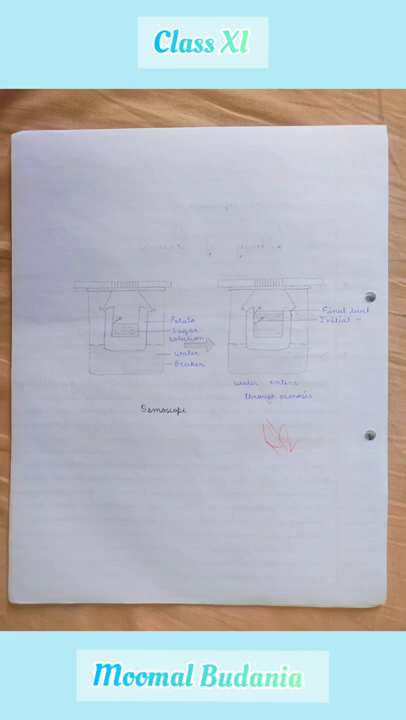 Class XI
Potato
Sugar
solution
water
Beaker
Final level
Initial "
water enters
through osmosis
Osmoscope
Moomal Budania